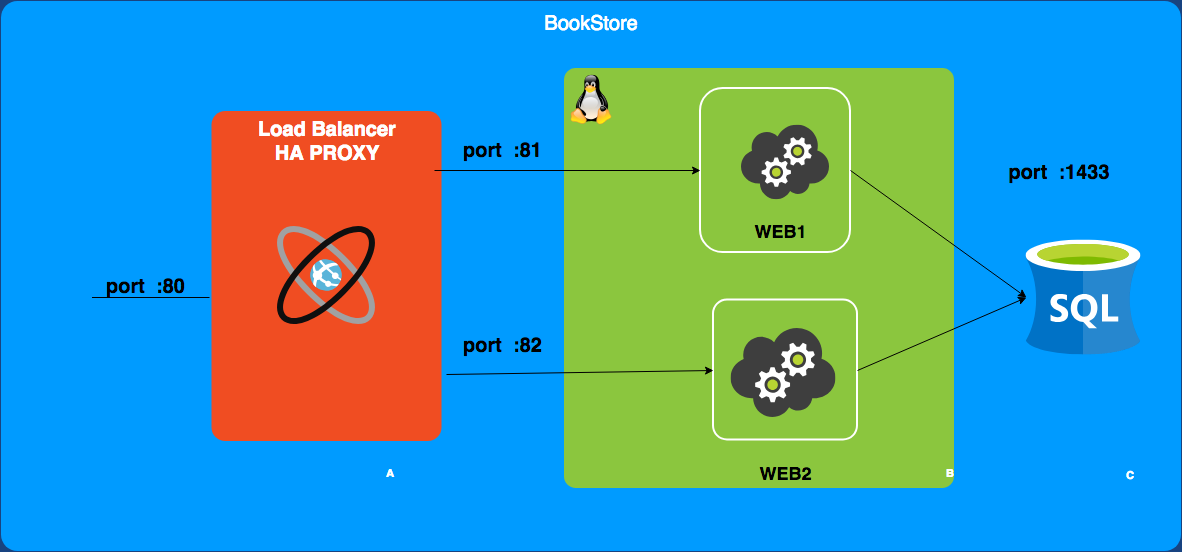 BookStore
Load Balancer
HA PROXY
port :81
port :1433
WEB1
port :80
SQL
port :82
WEB2
A
B
C